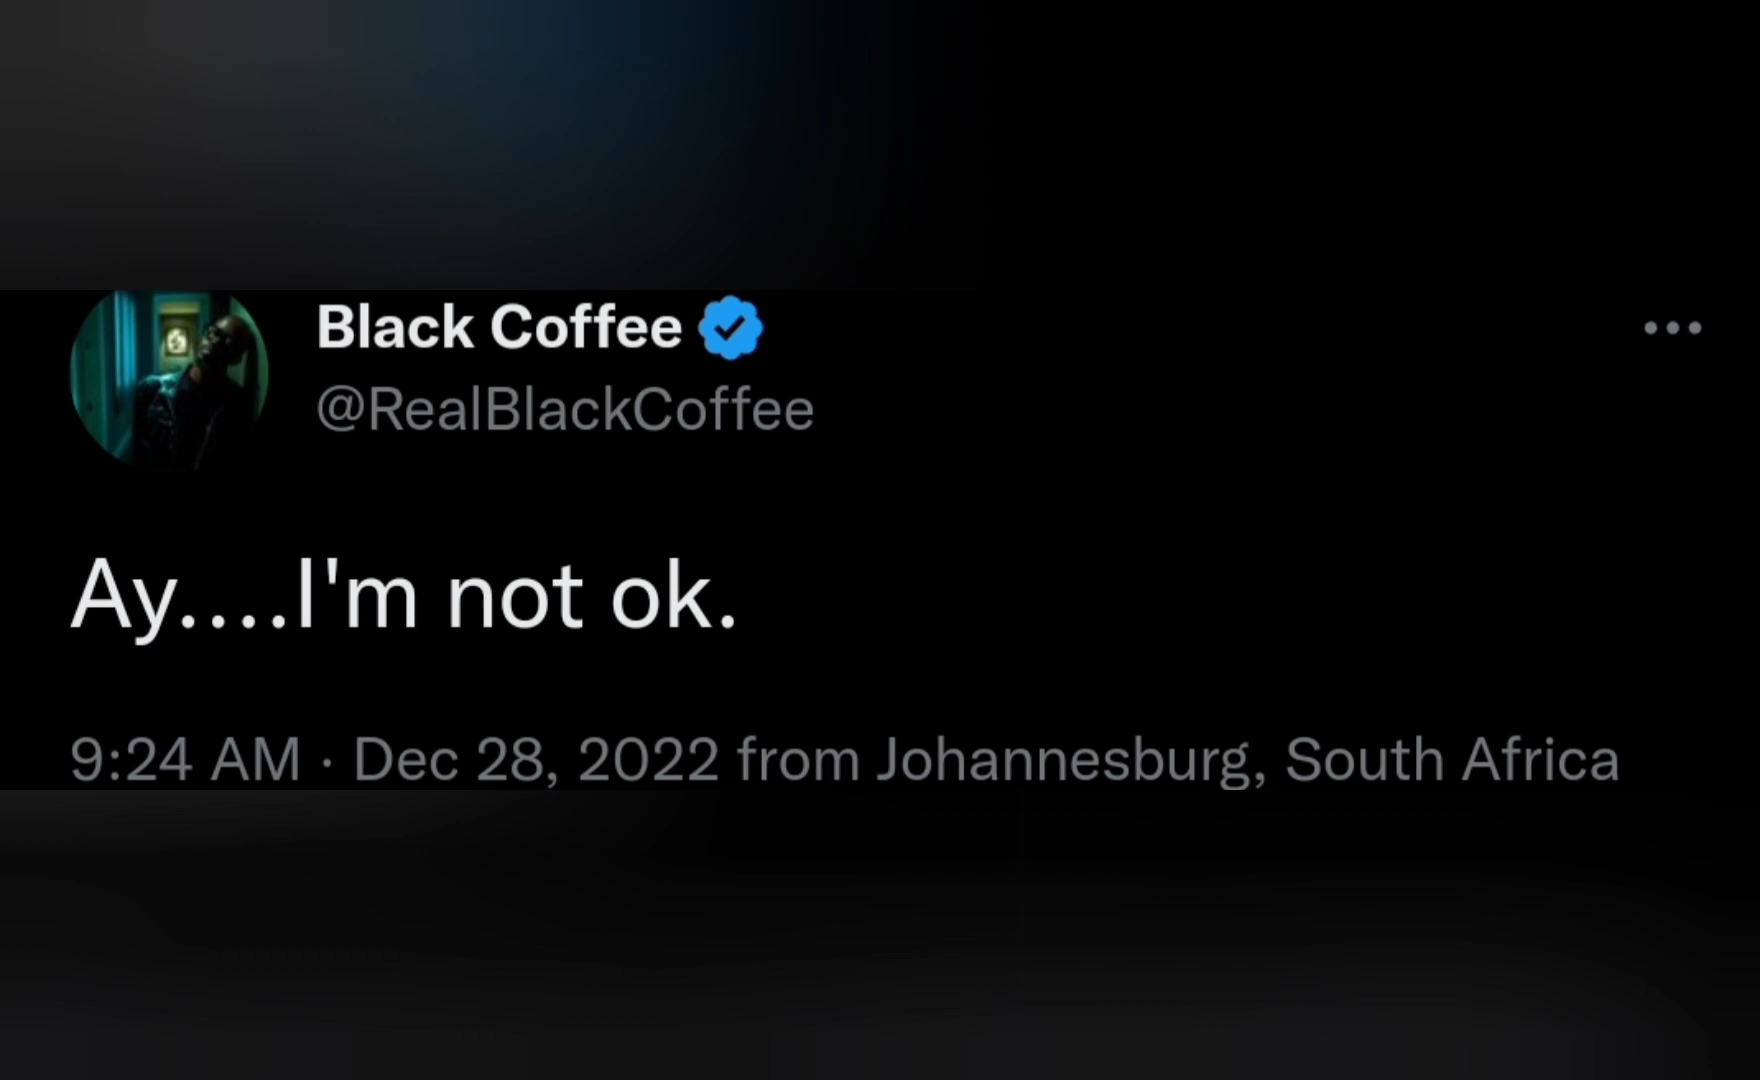 Black Coffee
@RealBlackCoffee
Ay....I'm not ok.
9:24 AM · Dec 28, 2022 from Johannesburg, South Africa